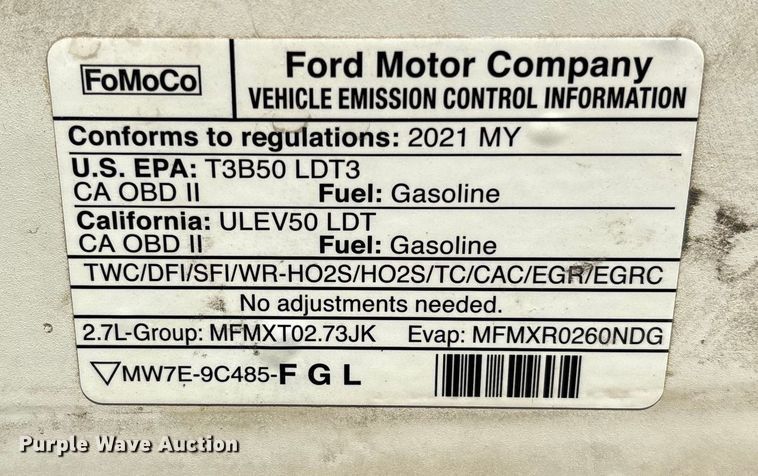 FoMoCo
Ford Motor Company
VEHICLE EMISSION CONTROL INFORMATION
Conforms to regulations: 2021 MY
U.S. EPA: T3B50 LDT3
CA OBD II Fuel: Gasoline
California: ULEV50 LDT
CA OBD II Fuel: Gasoline
TWC/DFI/SFI/WR-HO2S/HO2S/TC/CAC/EGR/EGRC
No adjustments needed.
2.7L-Group: MFMXT02.73JK Evap: MFMXR0260NDG
▽MW7E-9C485-F G L
Purple Wave Auction